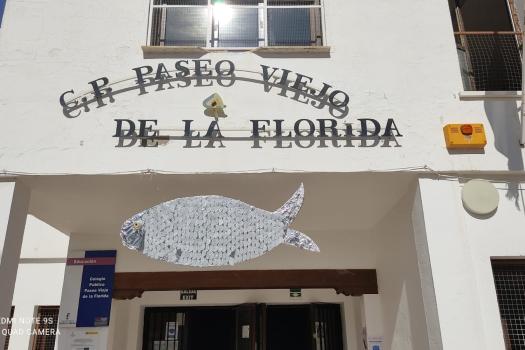 C.P. PASEO VIEJO
DE LA FLORIDA
Educación
Colegio
Público
Paseo Viejo
de la Florida
SALIDA
EXIT
DMI NOTE 9S
QUAD CAMERA